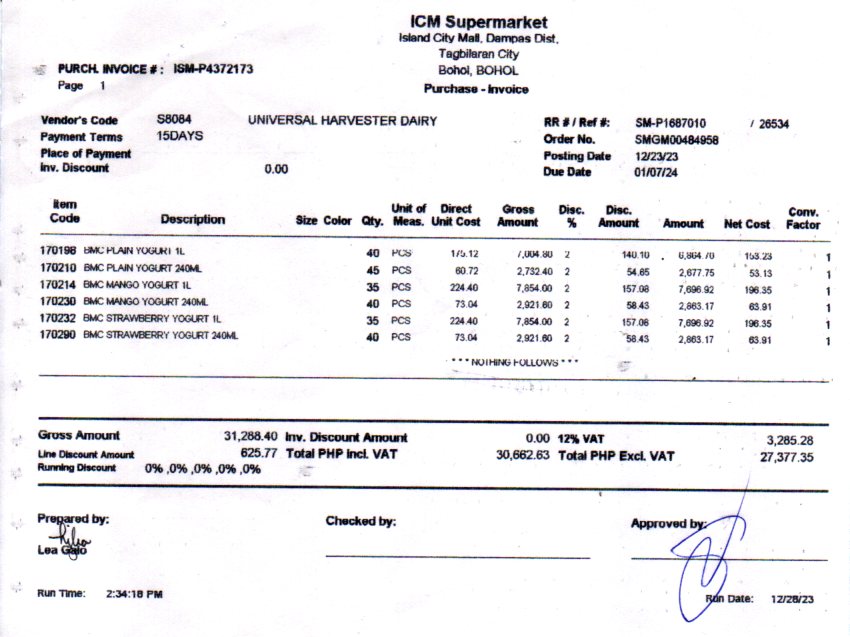 ICM Supermarket
Island City Mall, Dampas Dist.
Tagbilaran City
Bohol, BOHOL
Purchase - Invoice
PURCH. INVOICE # : ISM-P4372173
Page 1
Vendor's Code S8084 UNIVERSAL HARVESTER DAIRY RR # / Ref #: SM-P1687010 / 26534
Payment Terms 15DAYS Order No. SMGM00484958
Place of Payment Posting Date 12/23/23
Inv. Discount 0.00 Due Date 01/07/24
Item Code Description Size Color Qty. Unit of Meas. Direct Unit Cost Gross Amount Disc. % Disc. Amount Amount Net Cost Conv. Factor
170198 BMC PLAIN YOGURT 1L 40 PCS 175.12 7,004.80 2 140.10 6,864.70 153.23 1
170210 BMC PLAIN YOGURT 240ML 45 PCS 60.72 2,732.40 2 54.65 2,677.75 53.13 1
170214 BMC MANGO YOGURT 1L 35 PCS 224.40 7,854.00 2 157.08 7,696.92 196.35 1
170230 BMC MANGO YOGURT 240ML 40 PCS 73.04 2,921.60 2 58.43 2,863.17 63.91 1
170232 BMC STRAWBERRY YOGURT 1L 35 PCS 224.40 7,854.00 2 157.08 7,696.92 196.35 1
170290 BMC STRAWBERRY YOGURT 240ML 40 PCS 73.04 2,921.60 2 58.43 2,863.17 63.91 1
* * * NOTHING FOLLOWS * * *
Gross Amount 31,288.40 Inv. Discount Amount 0.00 12% VAT 3,285.28
Line Discount Amount 625.77 Total PHP Incl. VAT 30,662.63 Total PHP Excl. VAT 27,377.35
Running Discount 0% ,0% ,0% ,0% ,0%
Prepared by: Checked by: Approved by:
Lea Galo
Run Time: 2:34:18 PM Run Date: 12/28/23